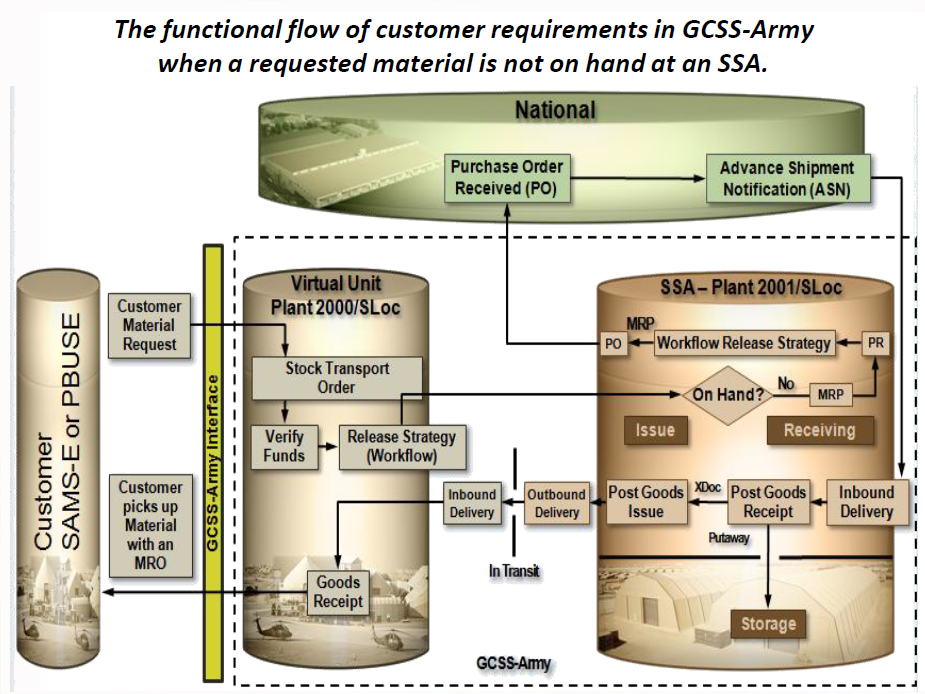 The functional flow of customer requirements in GCSS-Army
when a requested material is not on hand at an SSA.
National
Purchase Order
Received (PO)
Advance Shipment
Notification (ASN)
Customer
SAMS-E or PBUSE
Customer
Material
Request
Customer
picks up
Material
with an
MRO
GCSS-Army Interface
Virtual Unit
Plant 2000/SLoc
Stock Transport
Order
Verify
Funds
Release Strategy
(Workflow)
Goods
Receipt
Inbound
Delivery
In Transit
Outbound
Delivery
SSA – Plant 2001/SLoc
PO
MRP
Workflow Release Strategy
PR
On Hand?
No
MRP
Issue
Receiving
Post Goods
Issue
XDoc
Post Goods
Receipt
Inbound
Delivery
Putaway
Storage
GCSS-Army